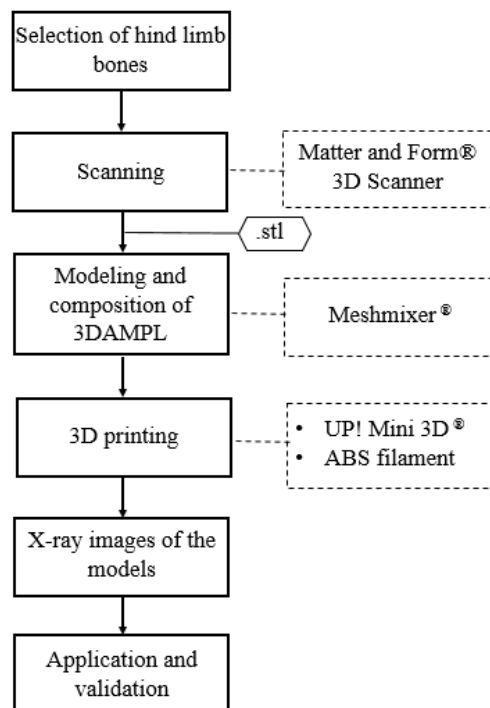 Selection of hind limb
bones
Scanning
Matter and Form®
3D Scanner
.stl
Modeling and
composition of
3DAMPL
Meshmixer ®
3D printing
• UP! Mini 3D ®
• ABS filament
X-ray images of the
models
Application and
validation